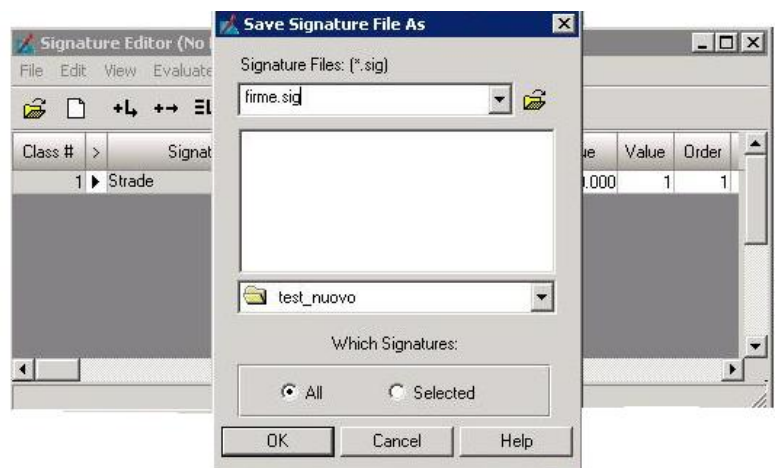 Save Signature File As
Signature Editor (No
File Edit View Evaluate
Signature Files: (*.sig)
firme.sig
Class # > Signat Value Order
1 Strade .000 1 1
test_nuovo
Which Signatures:
All Selected
OK Cancel Help